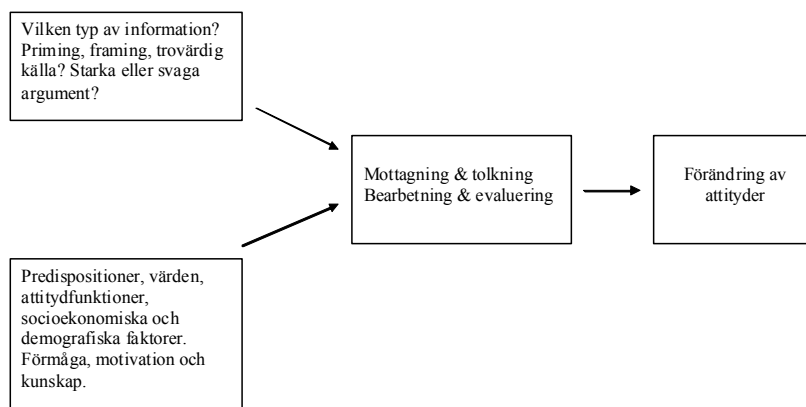 Vilken typ av information?
Priming, framing, trovärdig
källa? Starka eller svaga
argument?
Mottagning & tolkning
Bearbetning & evaluering
Förändring av
attityder
Predispositioner, värden,
attitydfunktioner,
socioekonomiska och
demografiska faktorer.
Förmåga, motivation och
kunskap.